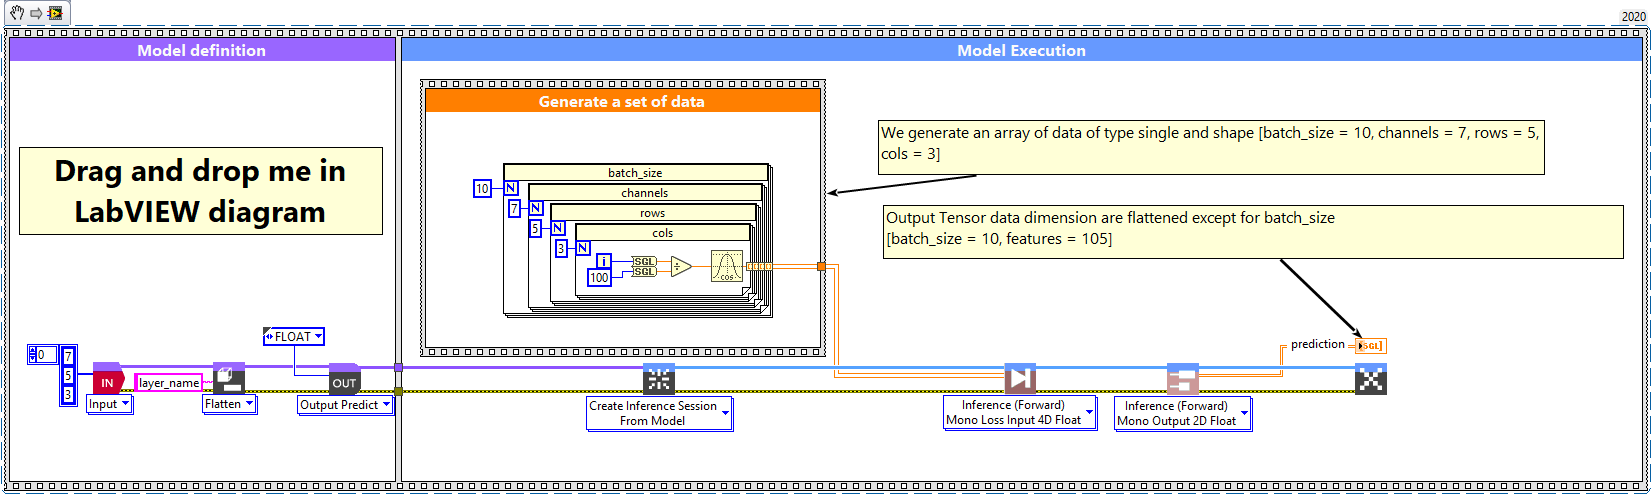 2020
Model definition
Model Execution
Generate a set of data
Drag and drop me in
LabVIEW diagram
We generate an array of data of type single and shape [batch_size = 10, channels = 7, rows = 5,
cols = 3]
Output Tensor data dimension are flattened except for batch_size
[batch_size = 10, features = 105]
batch_size
10
N
channels
7
N
rows
5
N
cols
3
N
i
SGL
100
SGL
÷
cos
FLOAT
0
7
5
3
IN
layer_name
OUT
Input
Flatten
Output Predict
Create Inference Session
From Model
Inference (Forward)
Mono Loss Input 4D Float
Inference (Forward)
Mono Output 2D Float
prediction
SGL]